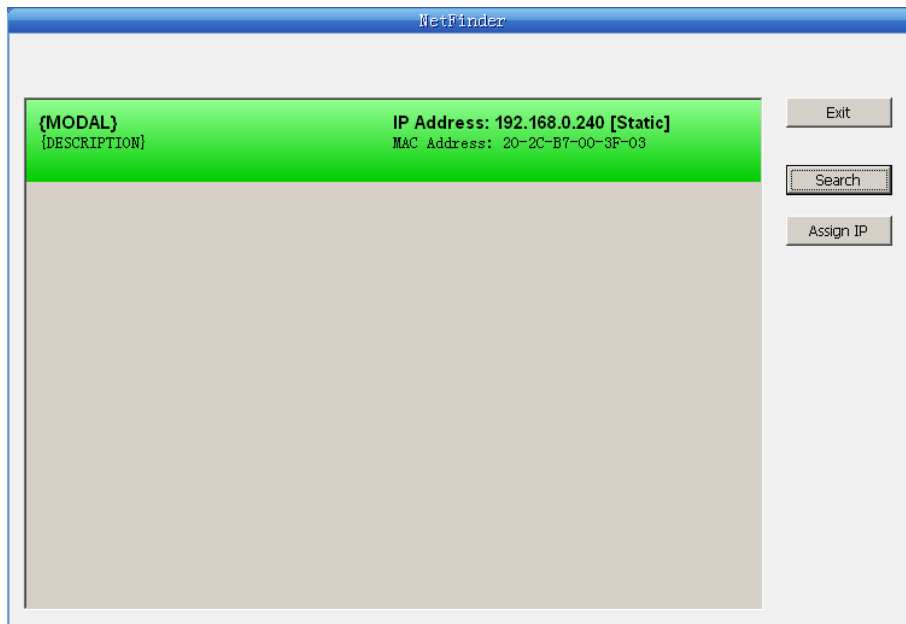 NetFinder
{MODAL}
IP Address: 192.168.0.240 [Static]
{DESCRIPTION}
MAC Address: 20-2C-B7-00-3F-03
Exit
Search
Assign IP